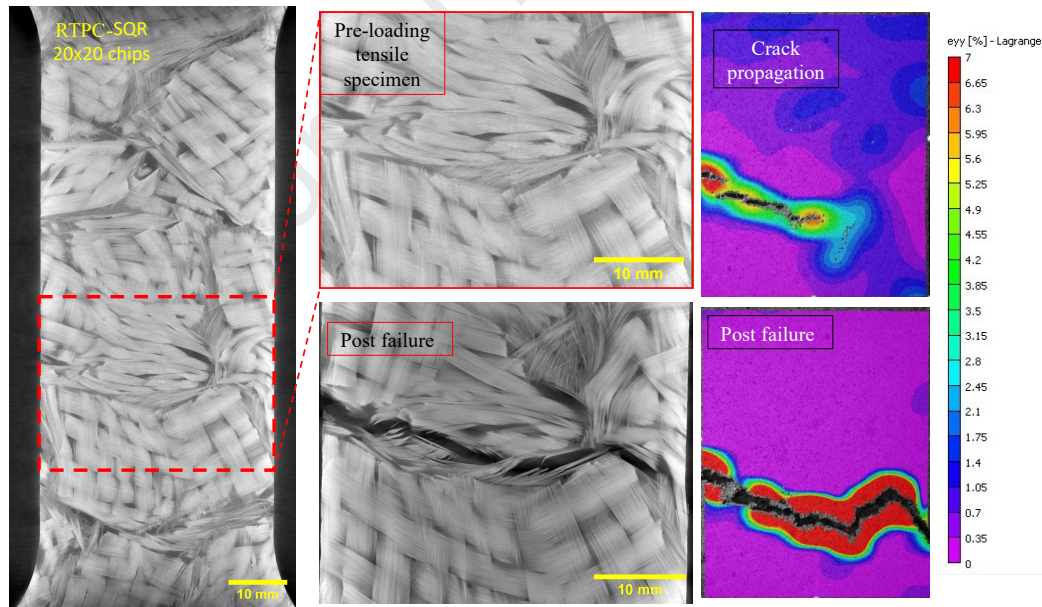 RTPC-SQR
20x20 chips
10 mm
Pre-loading
tensile
specimen
10 mm
Post failure
10 mm
Crack
propagation
Post failure
eyy [%] - Lagrange
7
6.65
6.3
5.95
5.6
5.25
4.9
4.55
4.2
3.85
3.5
3.15
2.8
2.45
2.1
1.75
1.4
1.05
0.7
0.35
0